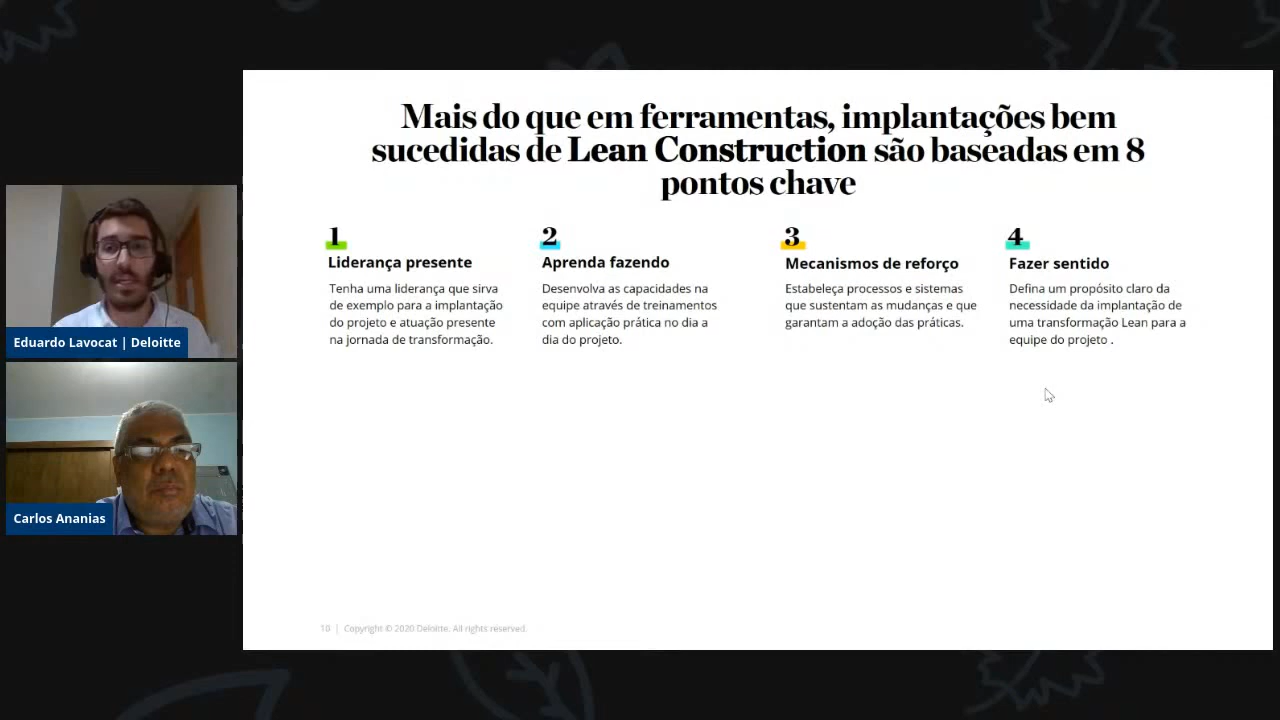 Mais do que em ferramentas, implantações bem
sucedidas de Lean Construction são baseadas em 8
pontos chave
1
Liderança presente
Tenha uma liderança que sirva
de exemplo para a implantação
do projeto e atuação presente
na jornada de transformação.
2
Aprenda fazendo
Desenvolva as capacidades na
equipe através de treinamentos
com aplicação prática no dia a
dia do projeto.
3
Mecanismos de reforço
Estabeleça processos e sistemas
que sustentam as mudanças e que
garantam a adoção das práticas.
4
Fazer sentido
Defina um propósito claro da
necessidade da implantação de
uma transformação Lean para a
equipe do projeto .
Eduardo Lavocat | Deloitte
Carlos Ananias
10 | Copyright © 2020 Deloitte. All rights reserved.